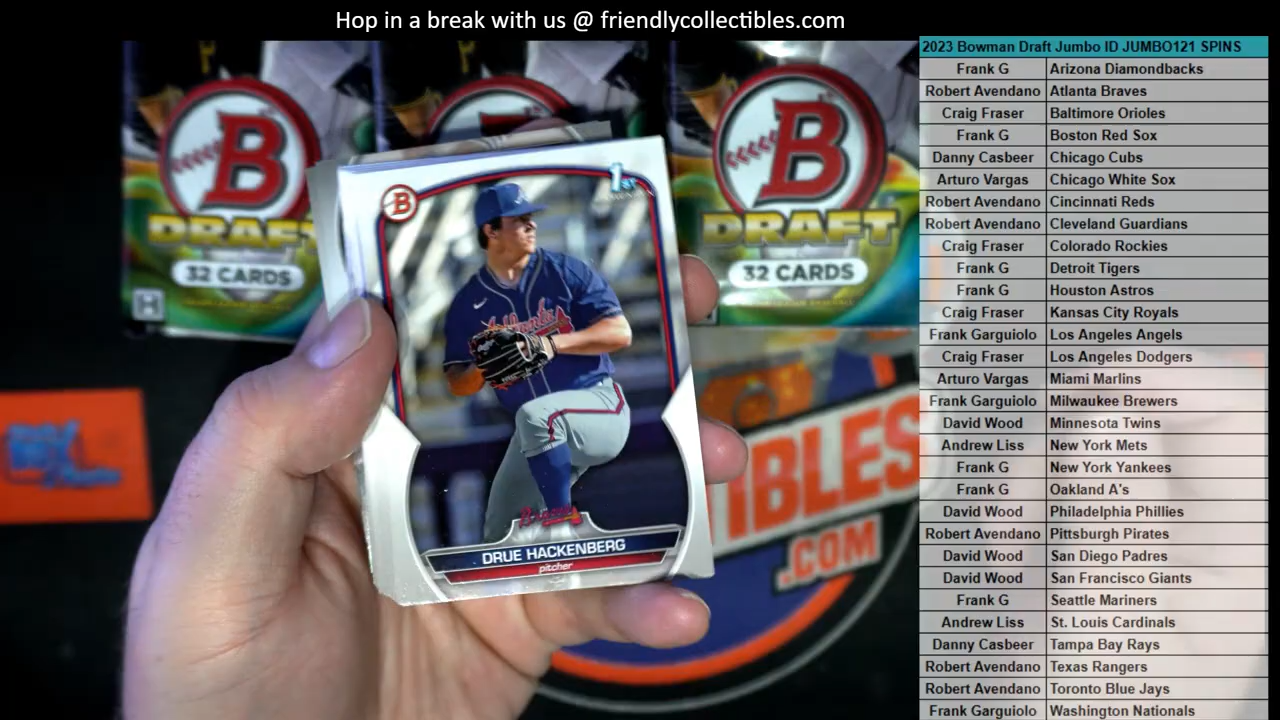 Hop in a break with us @ friendlycollectibles.com
2023 Bowman Draft Jumbo ID JUMBO121 SPINS
Frank G Arizona Diamondbacks
Robert Avendano Atlanta Braves
Craig Fraser Baltimore Orioles
Frank G Boston Red Sox
Danny Casbeer Chicago Cubs
Arturo Vargas Chicago White Sox
Robert Avendano Cincinnati Reds
Robert Avendano Cleveland Guardians
Craig Fraser Colorado Rockies
Frank G Detroit Tigers
Frank G Houston Astros
Craig Fraser Kansas City Royals
Frank Garguiolo Los Angeles Angels
Craig Fraser Los Angeles Dodgers
Arturo Vargas Miami Marlins
Frank Garguiolo Milwaukee Brewers
David Wood Minnesota Twins
Andrew Liss New York Mets
Frank G New York Yankees
Frank G Oakland A's
David Wood Philadelphia Phillies
Robert Avendano Pittsburgh Pirates
David Wood San Diego Padres
David Wood San Francisco Giants
Frank G Seattle Mariners
Andrew Liss St. Louis Cardinals
Danny Casbeer Tampa Bay Rays
Robert Avendano Texas Rangers
Robert Avendano Toronto Blue Jays
Frank Garguiolo Washington Nationals
B
DRAFT
32 CARDS
H
B
DRAFT
32 CARDS
B
1st
Atlanta
Braves
DRUE HACKENBERG
pitcher
TIBLES
.COM